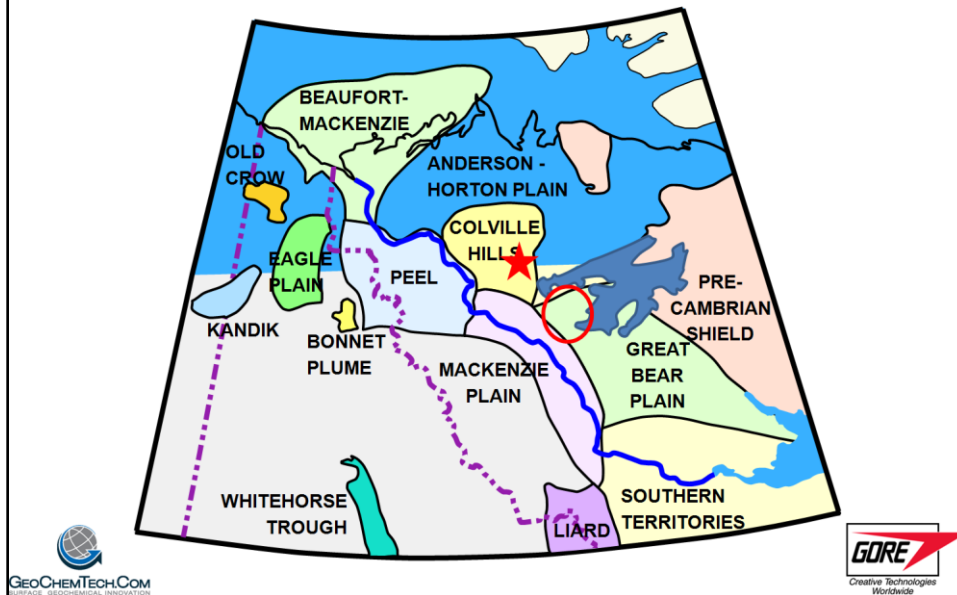 BEAUFORT-
MACKENZIE
OLD
CROW
ANDERSON -
HORTON PLAIN
COLVILLE
HILLS
EAGLE
PLAIN
PEEL
PRE-
CAMBRIAN
SHIELD
KANDIK
BONNET
PLUME
MACKENZIE
PLAIN
GREAT
BEAR
PLAIN
WHITEHORSE
TROUGH
LIARD
SOUTHERN
TERRITORIES
GEOCHEMTECH.COM
SURFACE GEOCHEMICAL INNOVATION
GORE
Creative Technologies
Worldwide